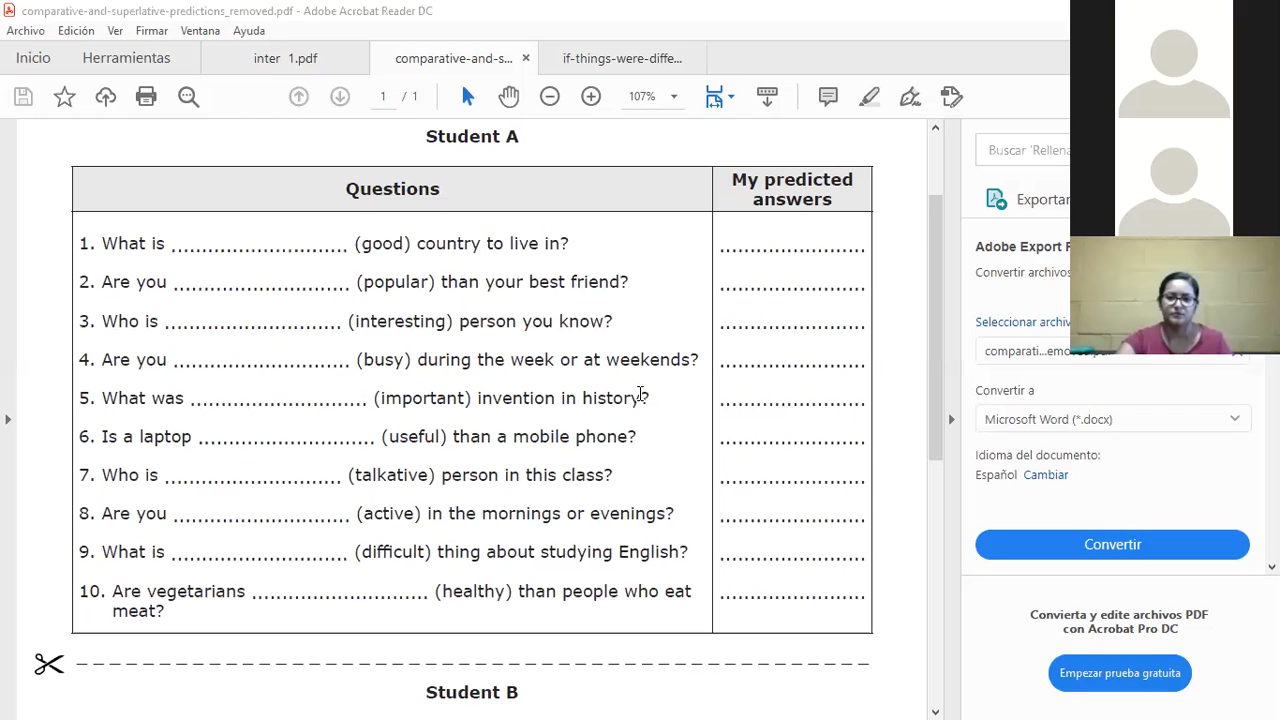 comparative-and-superlative-predictions_removed.pdf - Adobe Acrobat Reader DC
Archivo Edición Ver Firmar Ventana Ayuda
Inicio Herramientas inter 1.pdf comparative-and-s... × if-things-were-diffe...
1 / 1 107%
Student A
Questions
My predicted
answers
1. What is ............................ (good) country to live in? .......................
2. Are you ............................ (popular) than your best friend? .......................
3. Who is ............................ (interesting) person you know? .......................
4. Are you ............................ (busy) during the week or at weekends? .......................
5. What was ............................ (important) invention in history? .......................
6. Is a laptop ............................ (useful) than a mobile phone? .......................
7. Who is ............................ (talkative) person in this class? .......................
8. Are you ............................ (active) in the mornings or evenings? .......................
9. What is ............................ (difficult) thing about studying English? .......................
10. Are vegetarians ............................ (healthy) than people who eat .......................
meat?
Student B
Buscar 'Rellena
Exportar
Adobe Export
Convertir archivos
Seleccionar archiv
comparati...
Convertir a
Microsoft Word (*.docx)
Idioma del documento:
Español Cambiar
Convertir
Convierta y edite archivos PDF
con Acrobat Pro DC
Empezar prueba gratuita